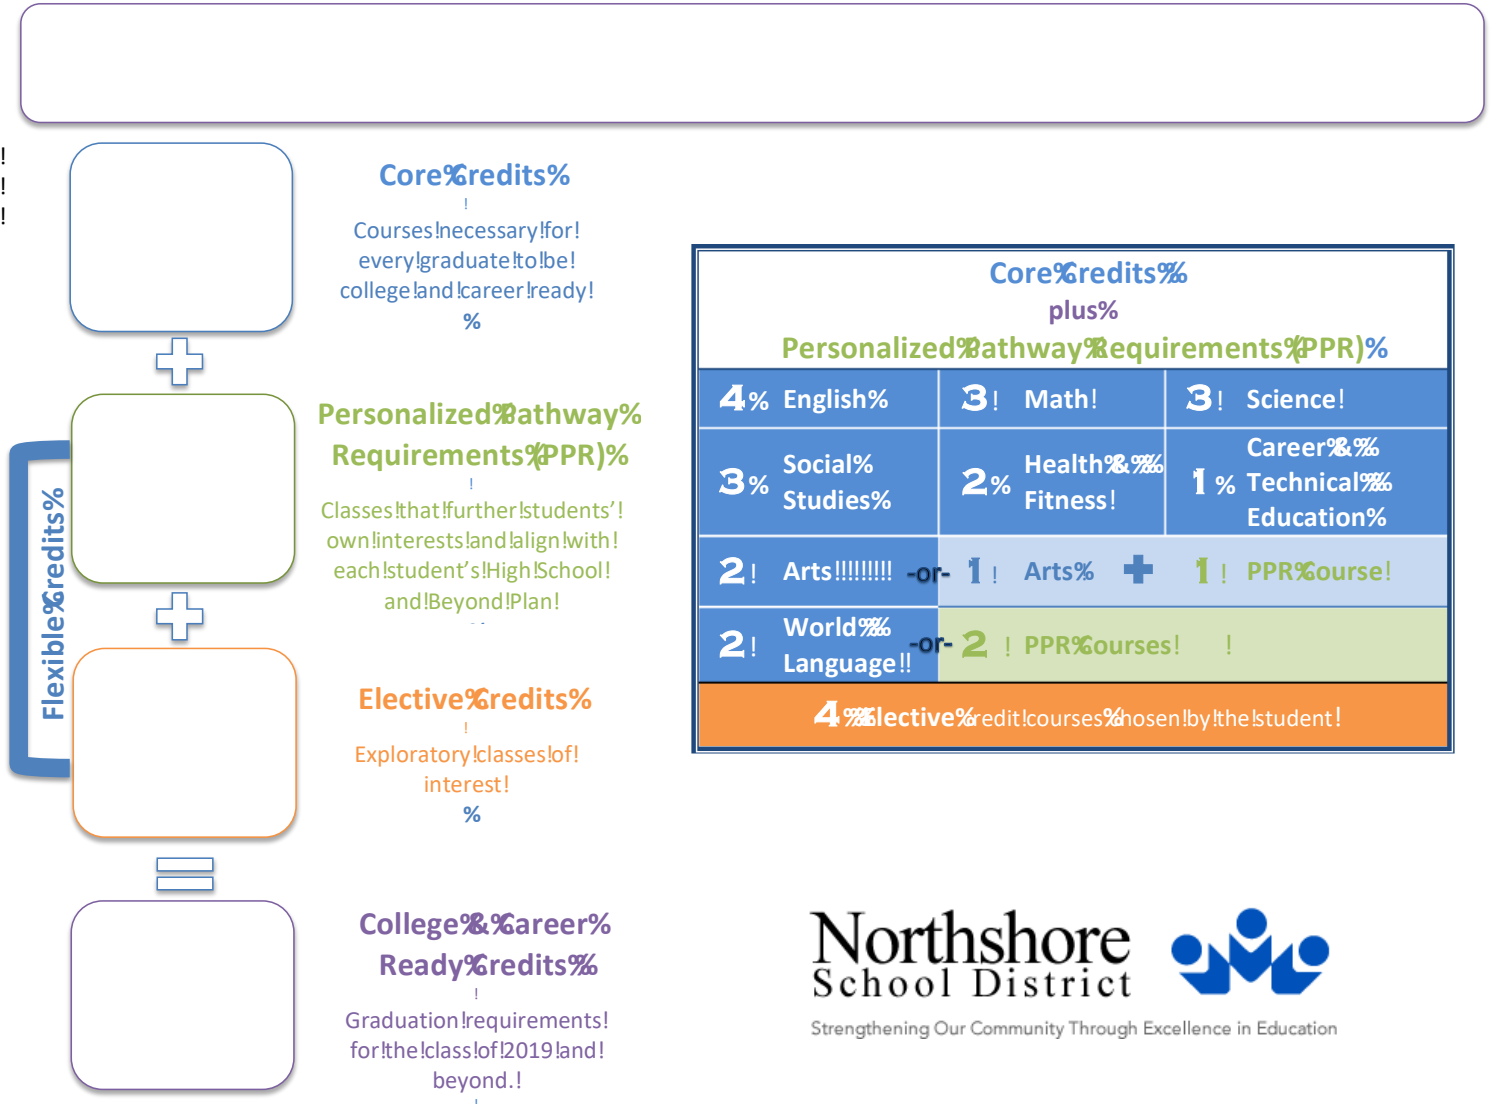 !
!
!
Core%Credits%
!
Courses!necessary!for!
every!graduate!to!be!
college!and!career!ready!
%
Personalized%Pathway%
Requirements%(PPR)%
!
Classes!that!further!students’!
own!interests!and!align!with!
each!student’s!High!School!
and!Beyond!Plan!
Flexible%Credits%
Elective%Credits%
!
Exploratory!classes!of!
interest!
%
College%&%Career%
Ready%Credits%%
!
Graduation!requirements!
for!the!class!of!2019!and!
beyond.!
!
Core%Credits%%
plus%
Personalized%Pathway%Requirements%(PPR)%
4% English% 3! Math! 3! Science!
3% Social%
Studies% 2% Health%&%%
Fitness! 1% Career%&%%
Technical%%
Education%
2! Arts!!!!!!!!! -or- 1! Arts% + 1! PPR%Course!
2! World%%
Language!! -or- 2! PPR%Courses! !
4%%Elective%credit!courses%chosen!by!the!student!
Northshore
School District
Strengthening Our Community Through Excellence in Education